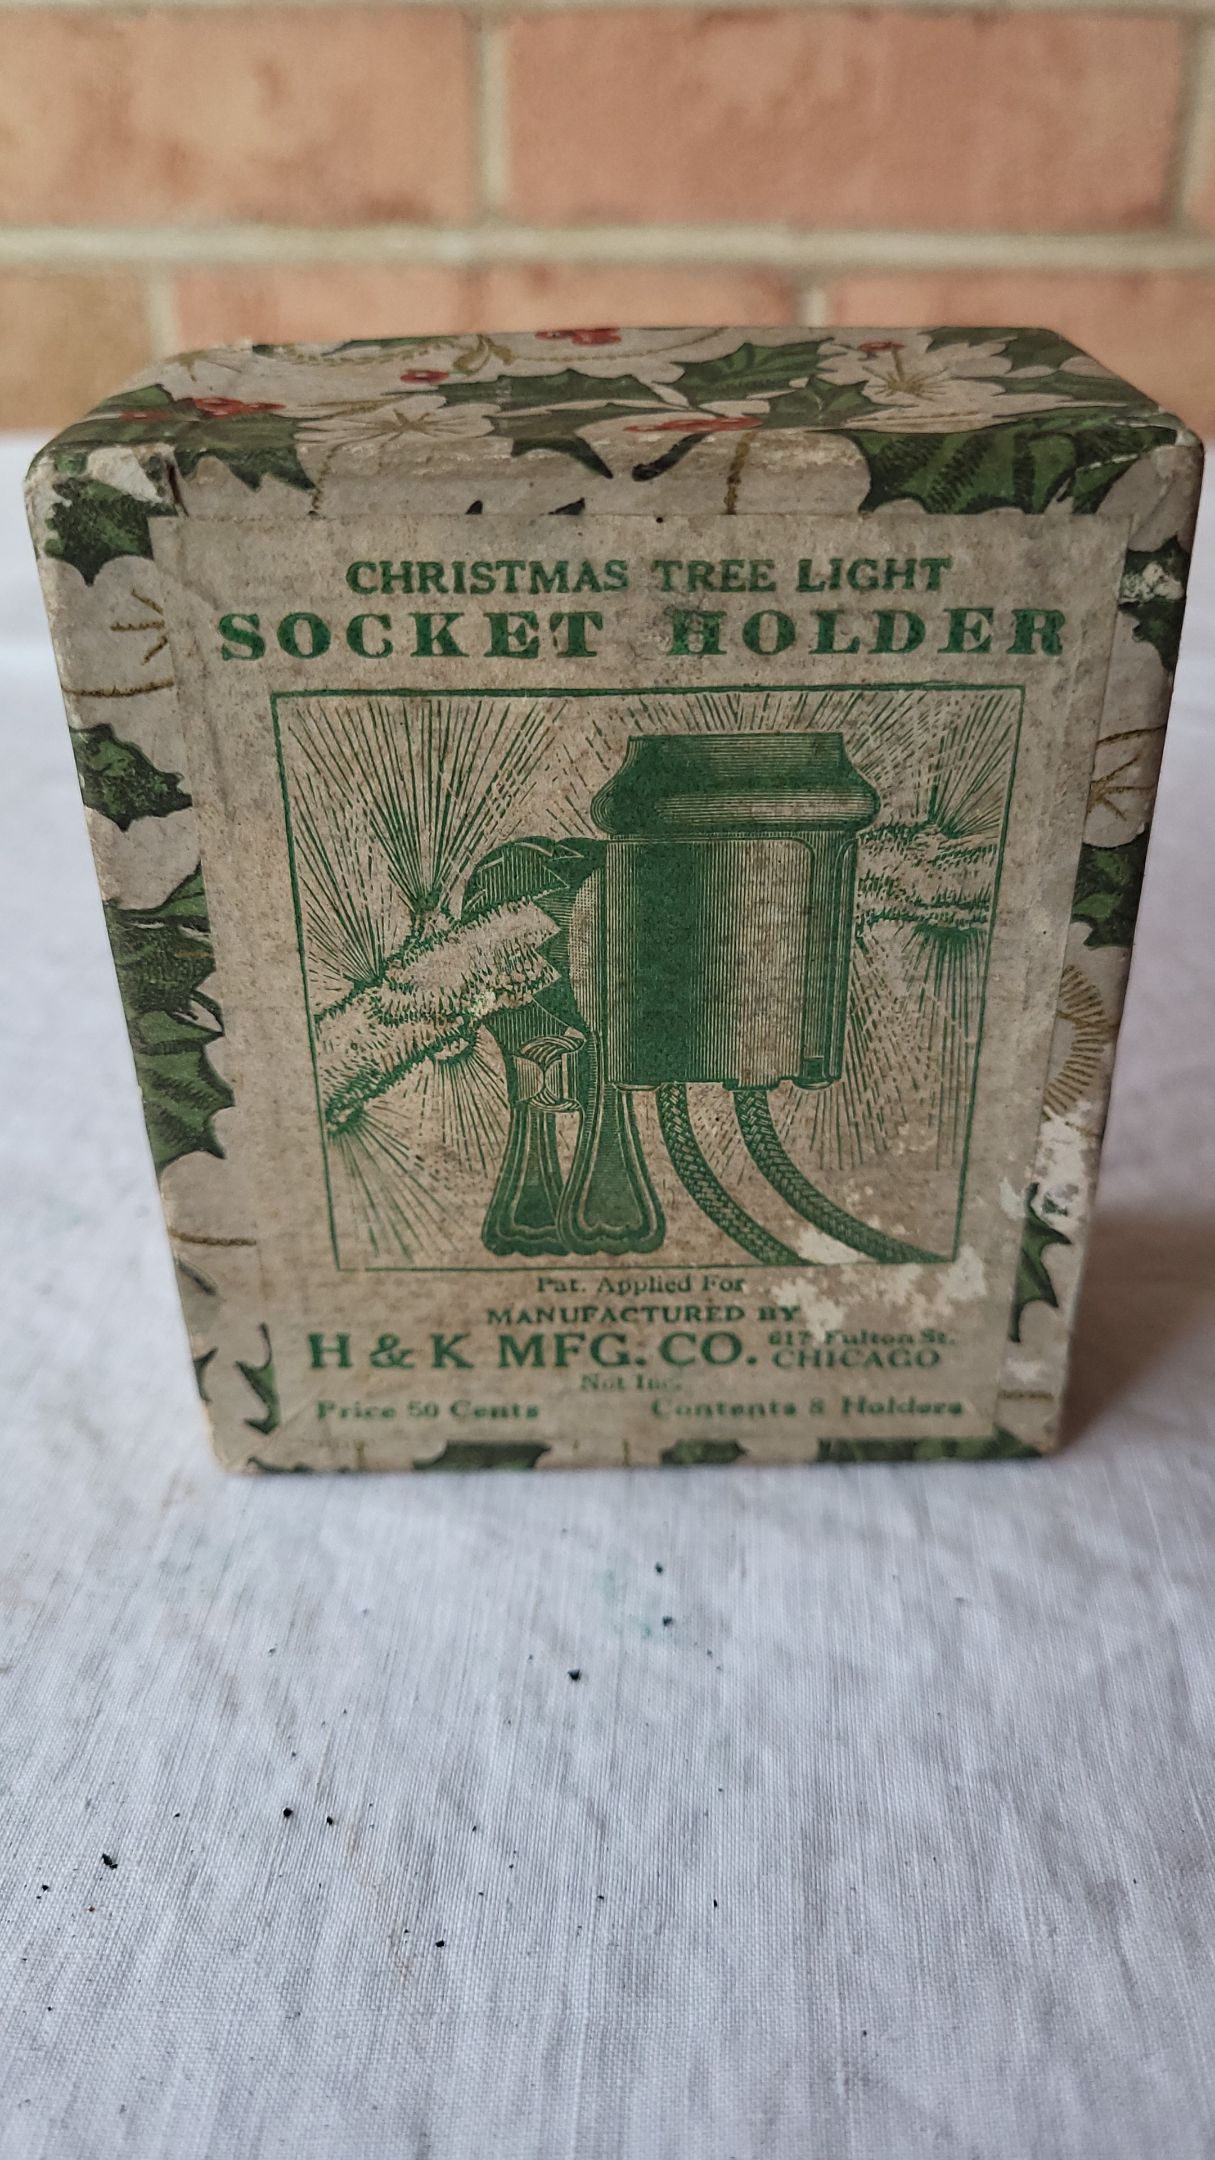 CHRISTMAS TREE LIGHT
SOCKET HOLDER
Pat. Applied For
MANUFACTURED BY
H & K MFG. CO. 617 Fulton St. CHICAGO
Not Inc.
Price 50 Cents Contents 8 Holders